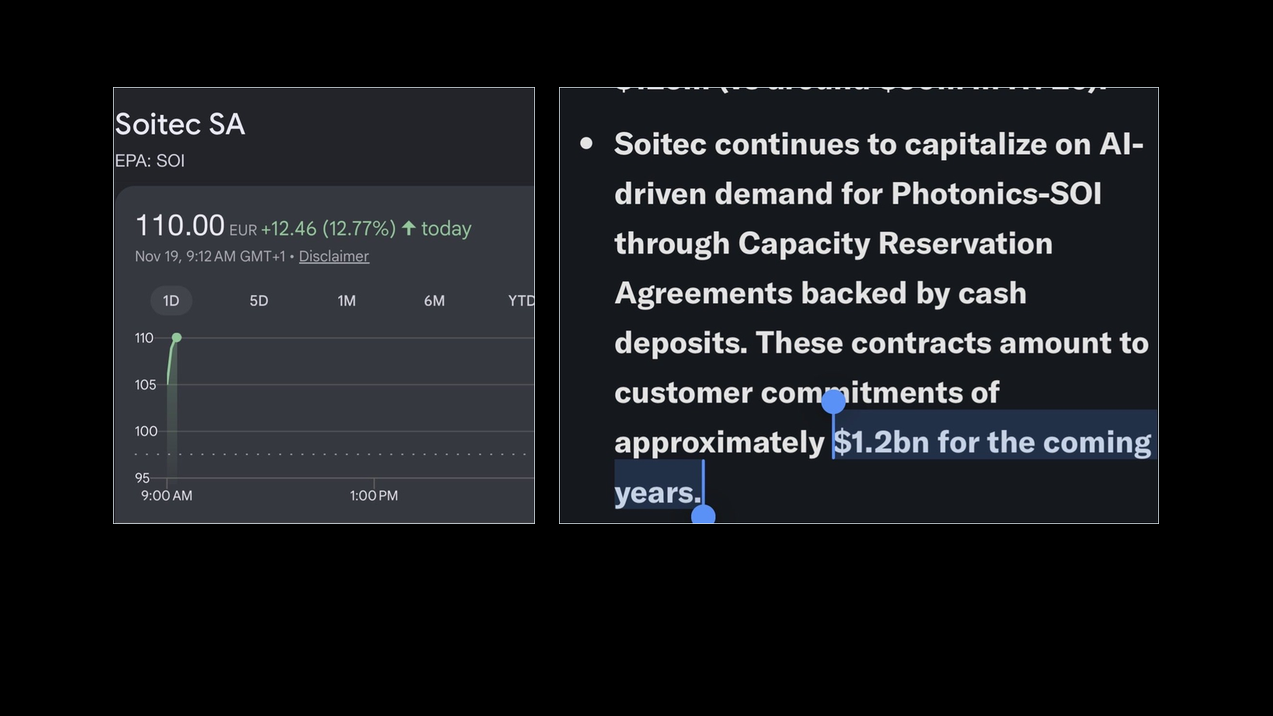 Soitec SA
EPA: SOI
110.00 EUR +12.46 (12.77%) ↑ today
Nov 19, 9:12 AM GMT+1 • Disclaimer
1D 5D 1M 6M YTD
110
105
100
95
9:00 AM 1:00 PM
• Soitec continues to capitalize on AI-
driven demand for Photonics-SOI
through Capacity Reservation
Agreements backed by cash
deposits. These contracts amount to
customer commitments of
approximately $1.2bn for the coming
years.